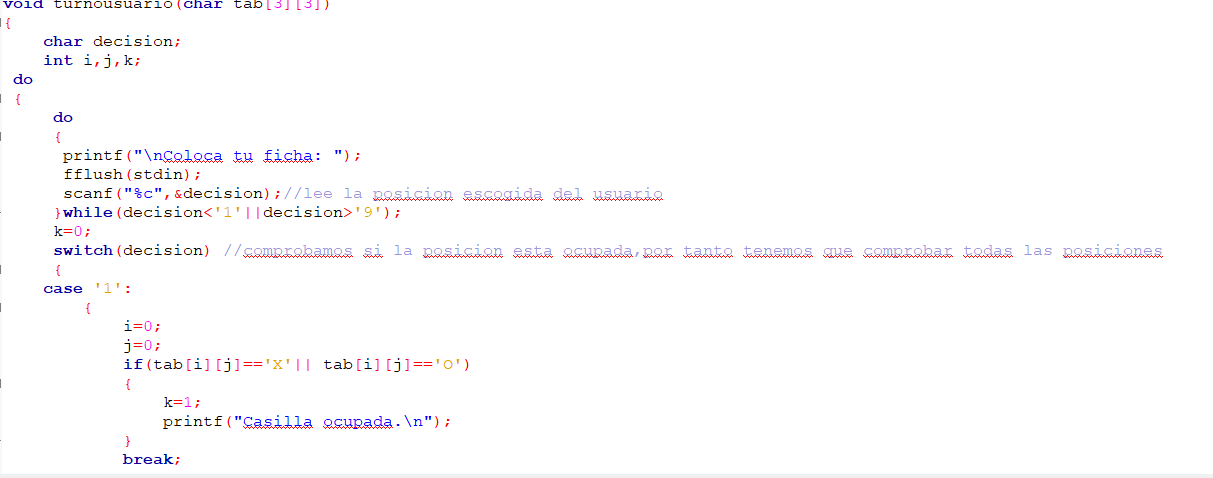 void turnousuario(char tab[3][3])
{
char decision;
int i,j,k;
do
{
do
{
printf("\nColoca tu ficha: ");
fflush(stdin);
scanf("%c",&decision);//lee la posicion escogida del usuario
}while(decision<'1'||decision>'9');
k=0;
switch(decision) //comprobamos si la posicion esta ocupada,por tanto tenemos que comprobar todas las posiciones
{
case '1':
{
i=0;
j=0;
if(tab[i][j]=='X'|| tab[i][j]=='O')
{
k=1;
printf("Casilla ocupada.\n");
}
break;